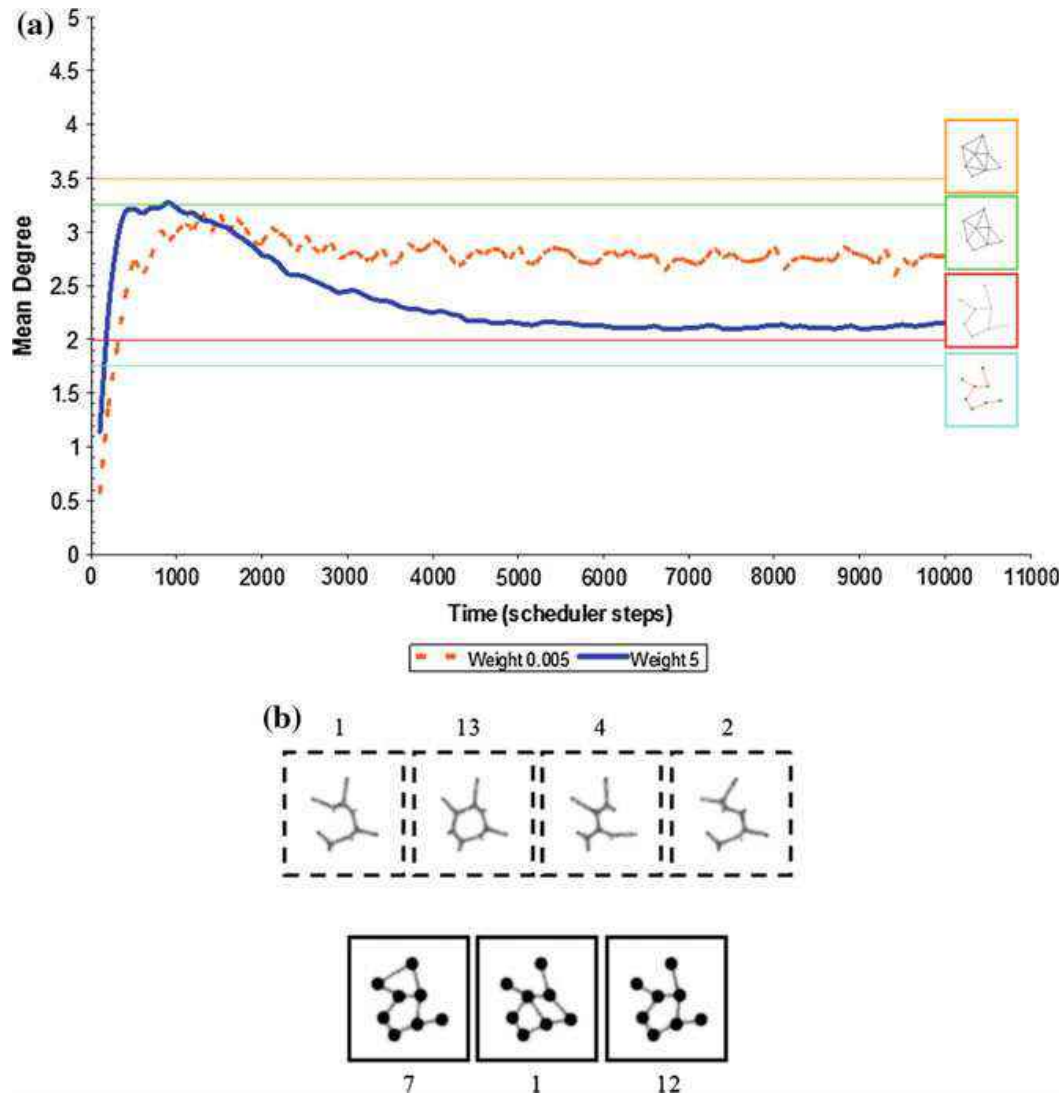 (a)
5
4.5
4
3.5
3
2.5
2
1.5
1
0.5
0
Mean Degree
0 1000 2000 3000 4000 5000 6000 7000 8000 9000 10000 11000
Time (scheduler steps)
Weight 0.005 Weight 5
(b)
1 13 4 2
7 1 12